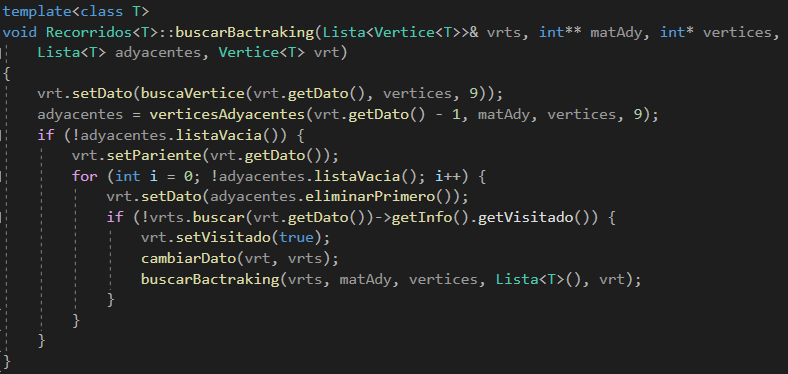 template<class T>
void Recorridos<T>::buscarBactraking(Lista<Vertice<T>>& vrts, int** matAdy, int* vertices,
    Lista<T> adyacentes, Vertice<T> vrt)
{
    vrt.setDato(buscaVertice(vrt.getDato(), vertices, 9));
    adyacentes = verticesAdyacentes(vrt.getDato() - 1, matAdy, vertices, 9);
    if (!adyacentes.listaVacia()) {
        vrt.setPariente(vrt.getDato());
        for (int i = 0; !adyacentes.listaVacia(); i++) {
            vrt.setDato(adyacentes.eliminarPrimero());
            if (!vrts.buscar(vrt.getDato())->getInfo().getVisitado()) {
                vrt.setVisitado(true);
                cambiarDato(vrt, vrts);
                buscarBactraking(vrts, matAdy, vertices, Lista<T>(), vrt);
            }
        }
    }
}